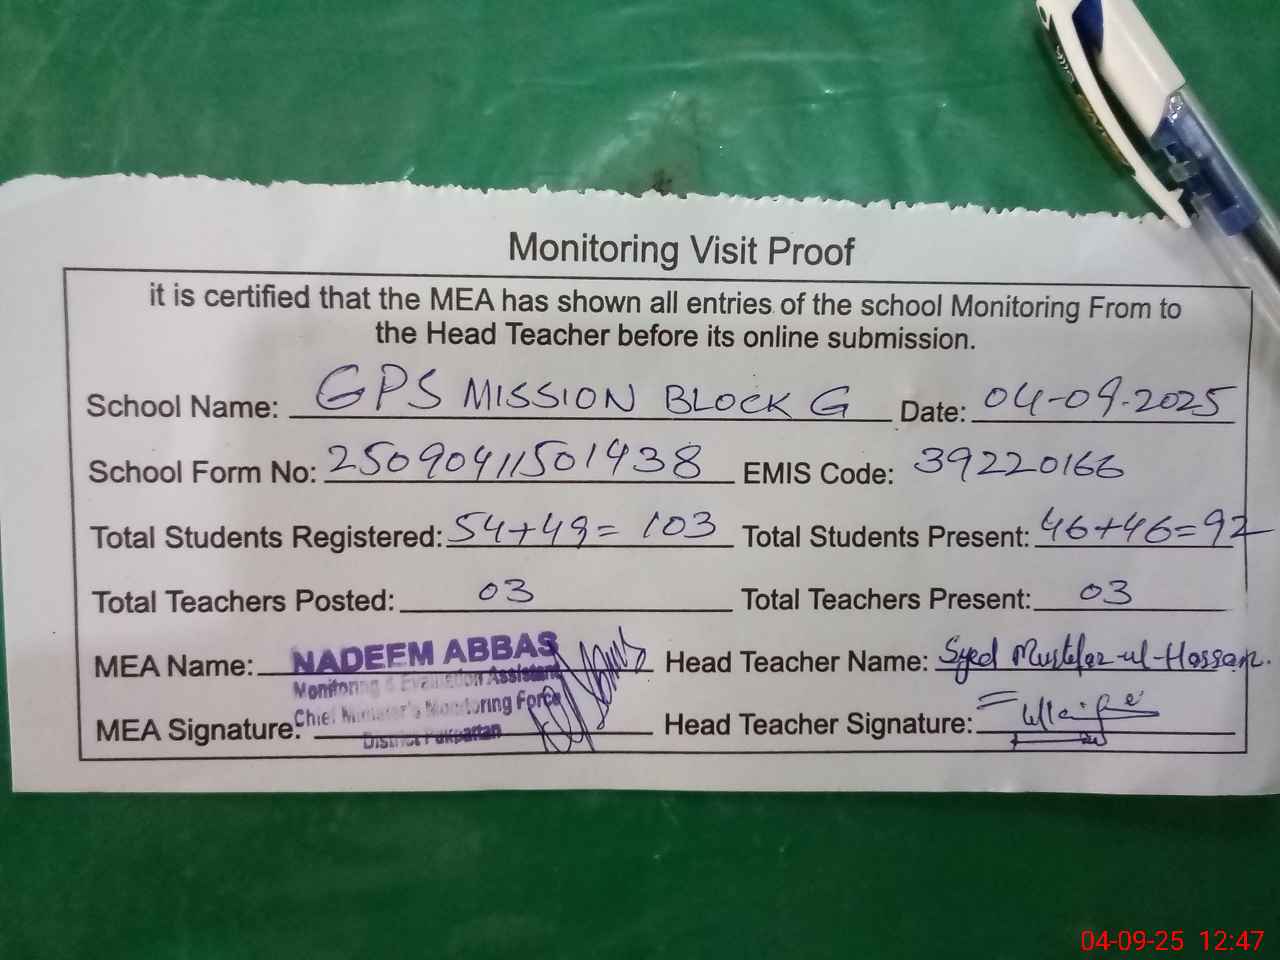 Monitoring Visit Proof
it is certified that the MEA has shown all entries of the school Monitoring From to
the Head Teacher before its online submission.
School Name: GPS MISSION BLOCK G Date: 04-09-2025
School Form No: 25090411501438 EMIS Code: 39220166
Total Students Registered: 54+49= 103 Total Students Present: 46+46=92
Total Teachers Posted: 03 Total Teachers Present: 03
MEA Name: NADEEM ABBAS Head Teacher Name: Syed Mustafaz-ul-Hassan.
Monitoring & Evaluation Assistant
Chief Minister's Monitoring Force
MEA Signature: Head Teacher Signature:
District Pakpattan
04-09-25 12:47